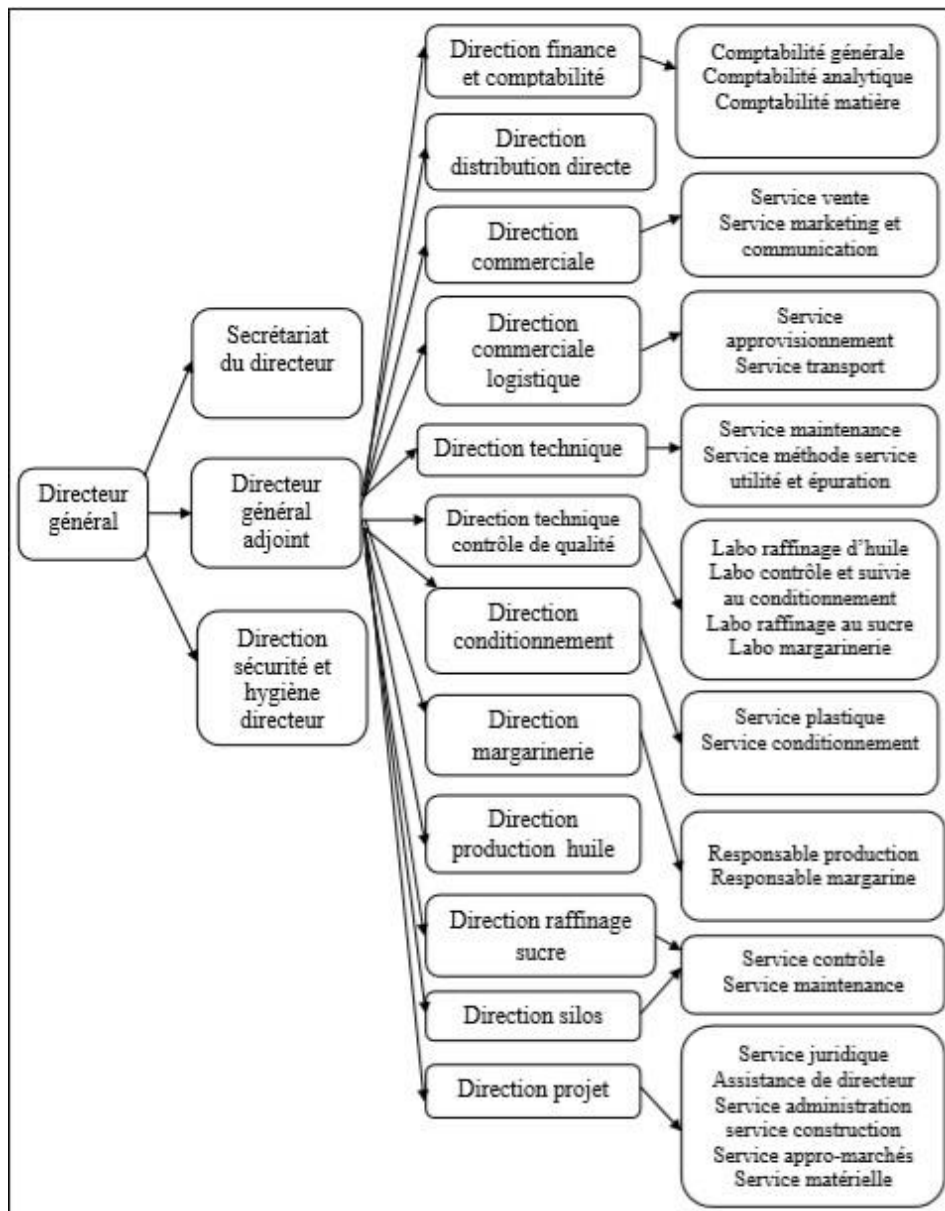 Directeur
général
Secrétariat
du directeur
Directeur
général
adjoint
Direction
sécurité et
hygiène
directeur
Direction finance
et comptabilité
Direction
distribution directe
Direction
commerciale
Direction
commerciale
logistique
Direction technique
Direction technique
contrôle de qualité
Direction
conditionnement
Direction
margarinerie
Direction
production huile
Direction raffinage
sucre
Direction silos
Direction projet
Comptabilité générale
Comptabilité analytique
Comptabilité matière
Service vente
Service marketing et
communication
Service
approvisionnement
Service transport
Service maintenance
Service méthode service
utilité et épuration
Labo raffinage d’huile
Labo contrôle et suivie
au conditionnement
Labo raffinage au sucre
Labo margarinerie
Service plastique
Service conditionnement
Responsable production
Responsable margarine
Service contrôle
Service maintenance
Service juridique
Assistance de directeur
Service administration
service construction
Service appro-marchés
Service matérielle